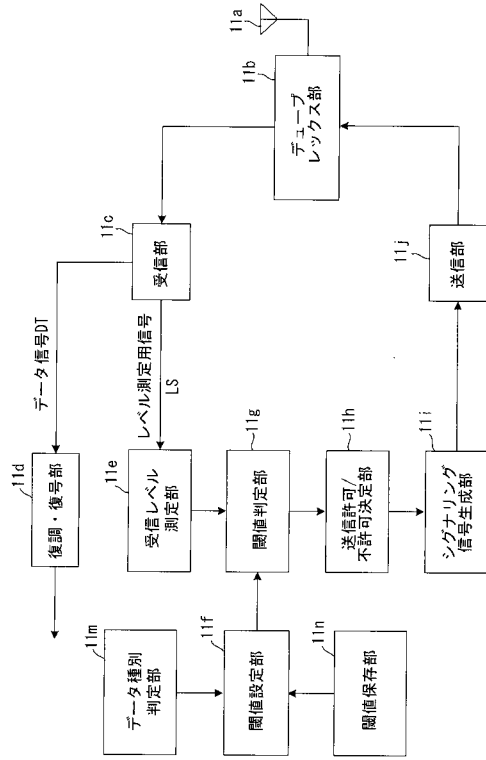 データ信号DT
11d
復調・復号部
11c
受信部
レベル測定用信号
LS
11a
11b
デュープ
レックス部
11m
データ種別
判定部
11e
受信レベル
測定部
11f
閾値設定部
11g
閾値判定部
11n
閾値保存部
11h
送信許可/
不許可決定部
11i
シグナリング
信号生成部
11j
送信部